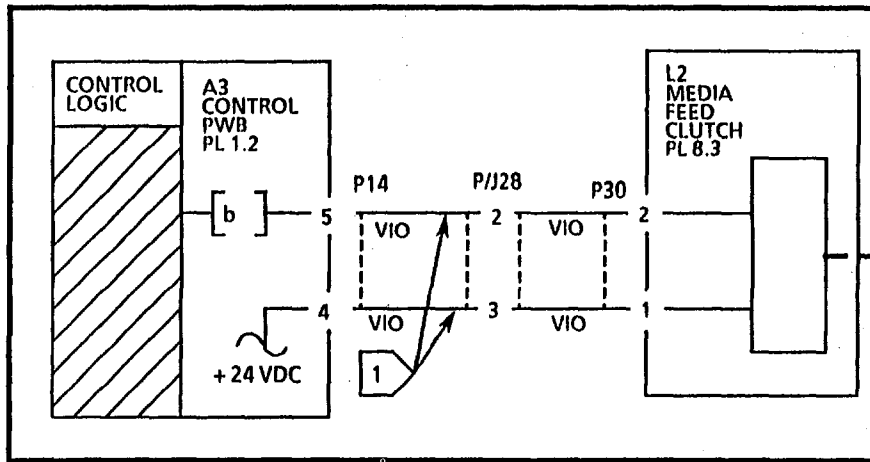 CONTROL
LOGIC
A3
CONTROL
PWB
PL 1.2
L2
MEDIA
FEED
CLUTCH
PL 8.3
P14
P/J28
P30
b
5
VIO
2
VIO
2
4
VIO
3
VIO
1
+ 24 VDC
1